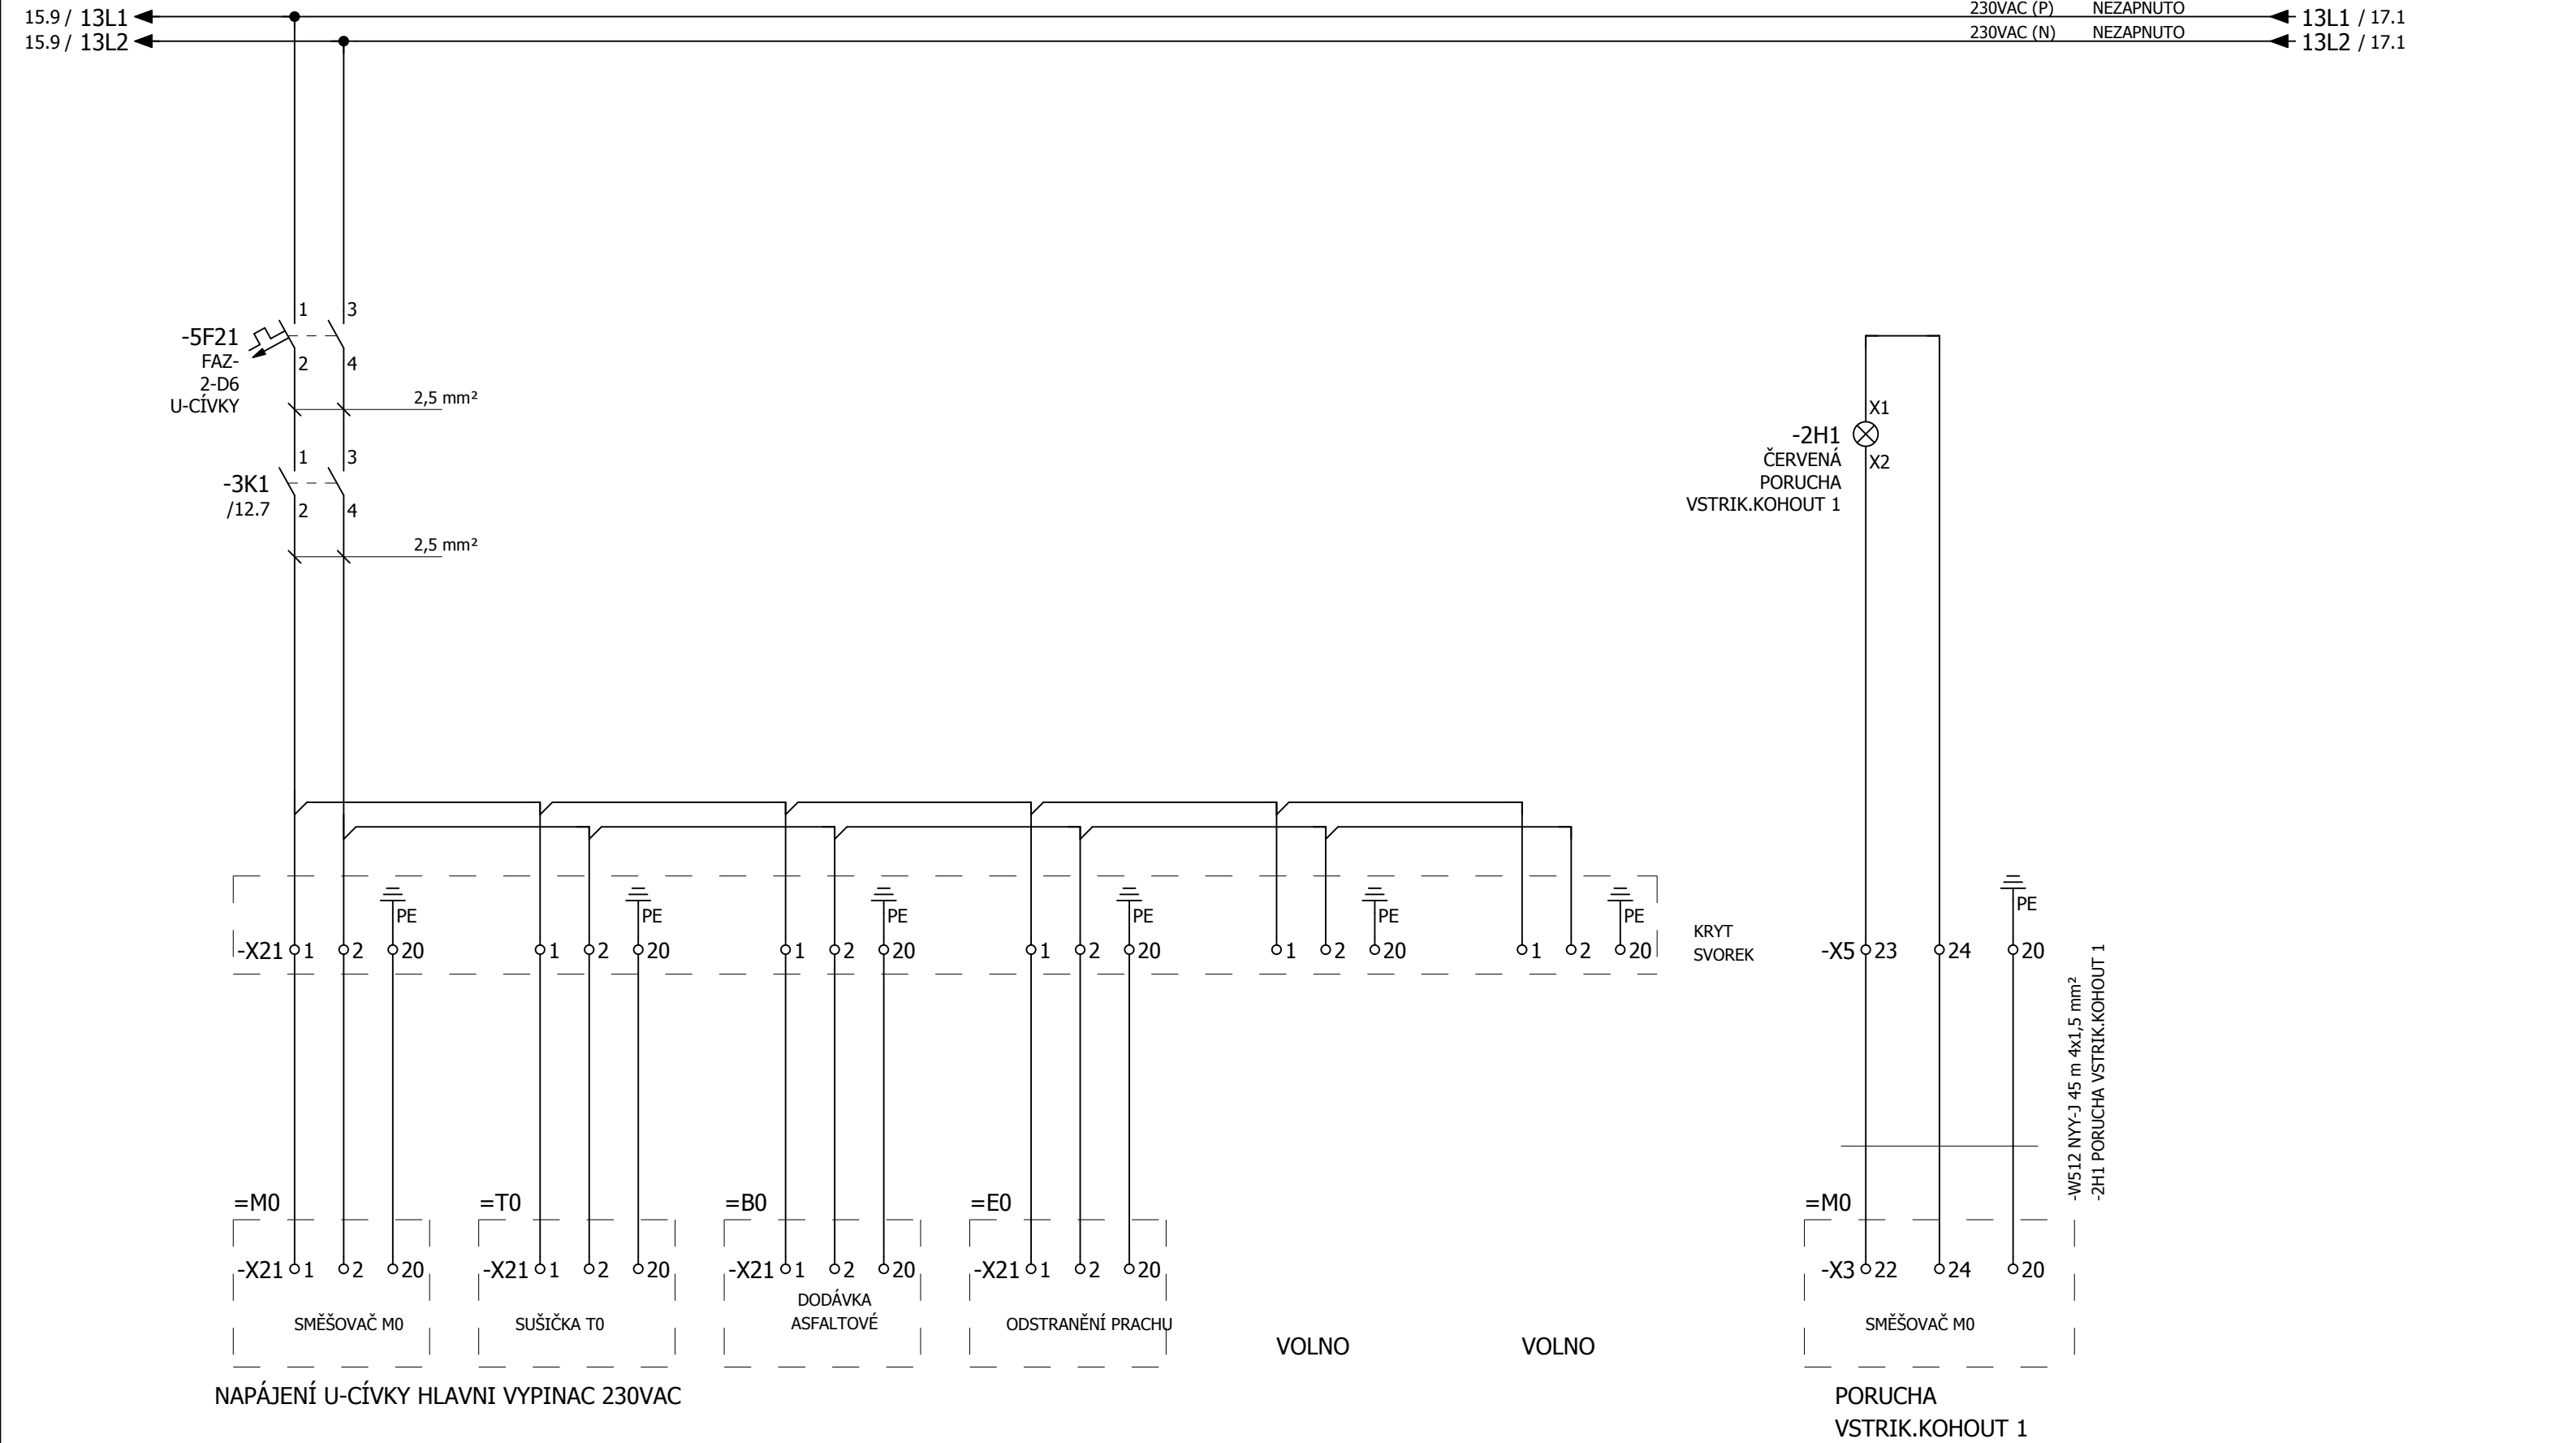 15.9 / 13L1
230VAC (P) NEZAPNUTO
13L1 / 17.1
15.9 / 13L2
230VAC (N) NEZAPNUTO
13L2 / 17.1
1 3
-5F21
FAZ-
2-D6
U-CÍVKY
2 4
2,5 mm²
1 3
-3K1
/12.7
2 4
2,5 mm²
X1
-2H1
ČERVENÁ
PORUCHA
VSTRIK.KOHOUT 1
X2
PE PE PE PE PE PE PE
-X21 1 2 20 1 2 20 1 2 20 1 2 20 1 2 20 1 2 20
KRYT
SVOREK
-X5 23 24 20
-W512 NYY-J 45 m 4x1,5 mm²
-2H1 PORUCHA VSTRIK.KOHOUT 1
=M0 =T0 =B0 =E0 =M0
-X21 1 2 20 -X21 1 2 20 -X21 1 2 20 -X21 1 2 20 -X3 22 24 20
SMĚŠOVAČ M0
SUŠIČKA T0
DODÁVKA
ASFALTOVÉ
ODSTRANĚNÍ PRACHU
VOLNO
VOLNO
SMĚŠOVAČ M0
NAPÁJENÍ U-CÍVKY HLAVNI VYPINAC 230VAC
PORUCHA
VSTRIK.KOHOUT 1